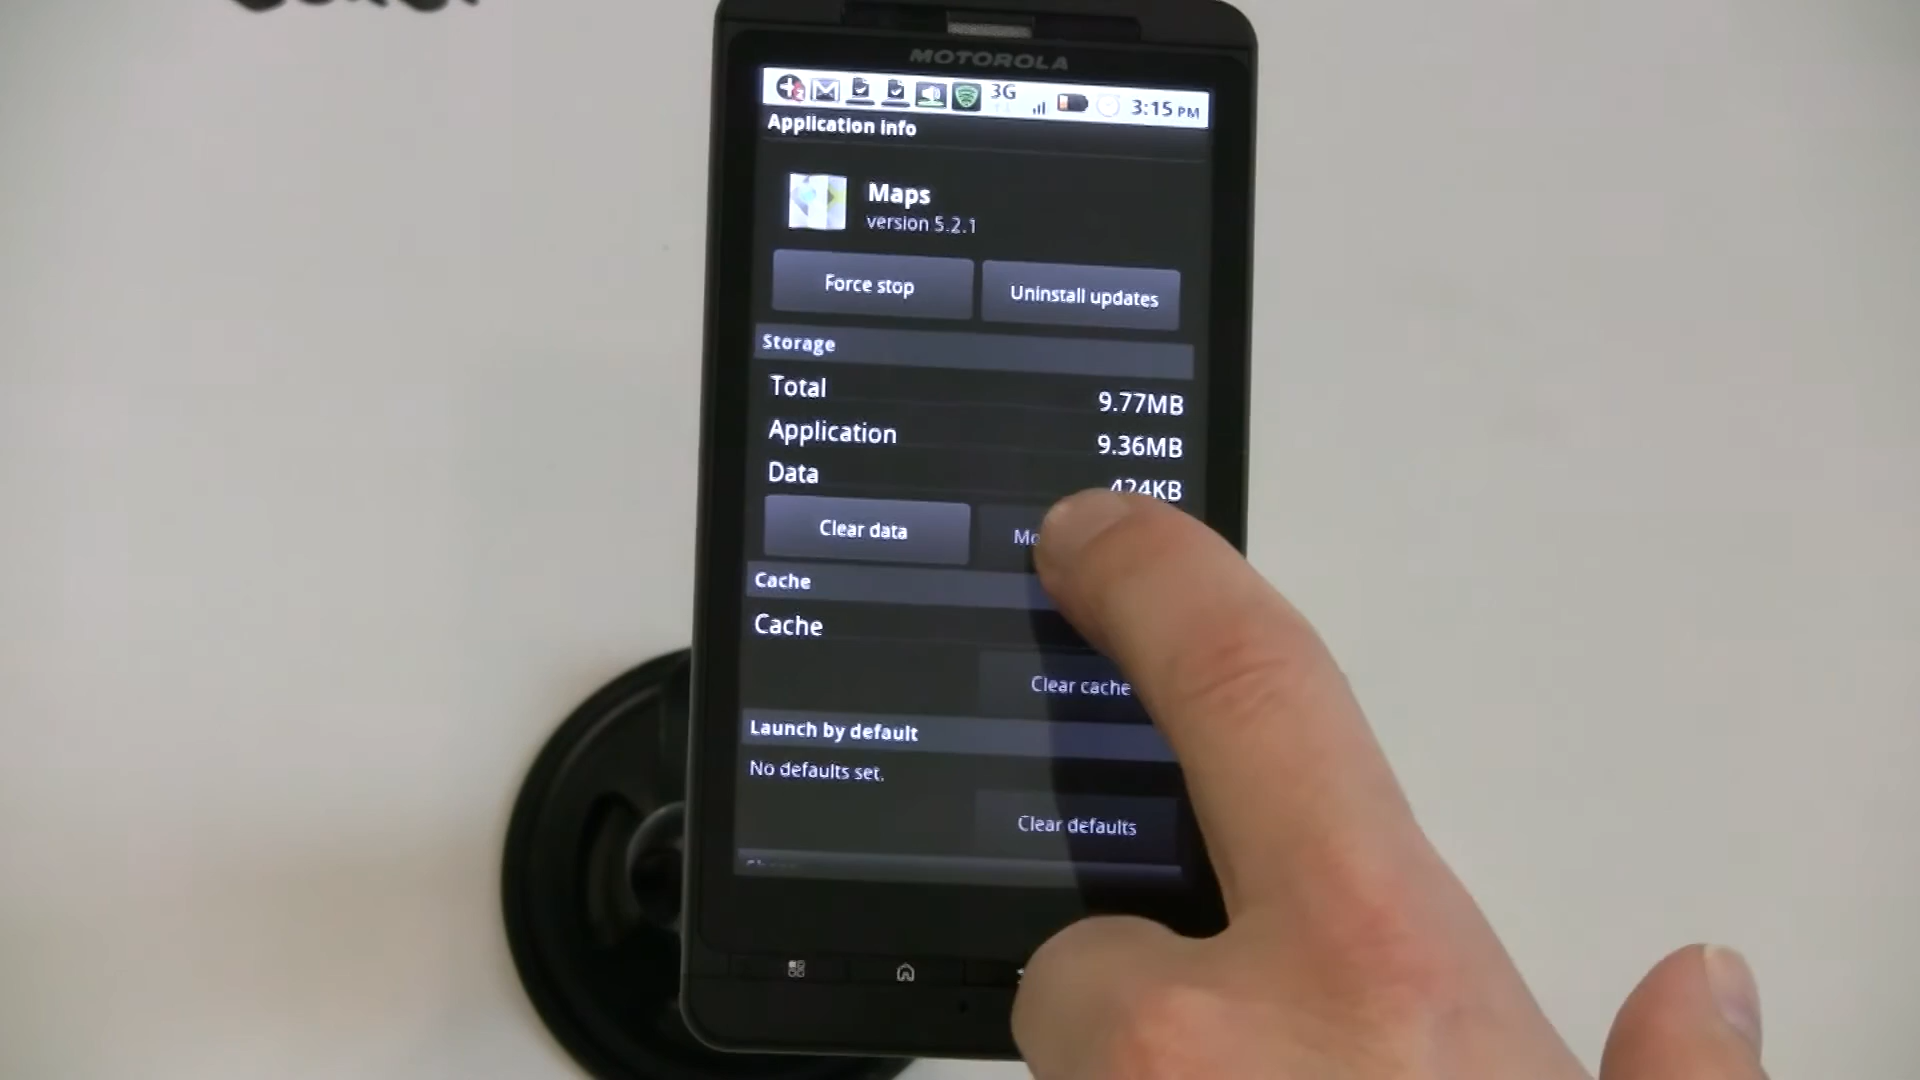 MOTOROLA
3G 3:15 PM
Application info
Maps
version 5.2.1
Force stop Uninstall updates
Storage
Total 9.77MB
Application 9.36MB
Data 424KB
Clear data
Cache
Cache
Clear cache
Launch by default
No defaults set.
Clear defaults